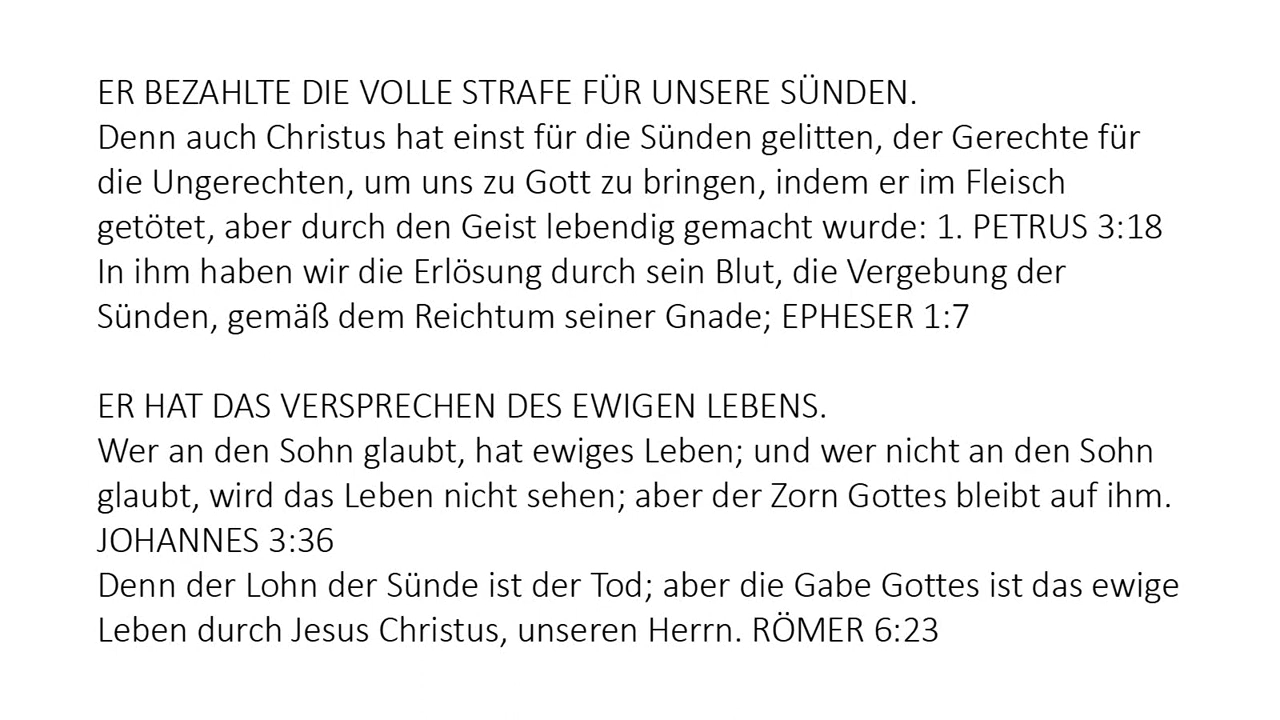 ER BEZAHLTE DIE VOLLE STRAFE FÜR UNSERE SÜNDEN.
Denn auch Christus hat einst für die Sünden gelitten, der Gerechte für
die Ungerechten, um uns zu Gott zu bringen, indem er im Fleisch
getötet, aber durch den Geist lebendig gemacht wurde: 1. PETRUS 3:18
In ihm haben wir die Erlösung durch sein Blut, die Vergebung der
Sünden, gemäß dem Reichtum seiner Gnade; EPHESER 1:7
ER HAT DAS VERSPRECHEN DES EWIGEN LEBENS.
Wer an den Sohn glaubt, hat ewiges Leben; und wer nicht an den Sohn
glaubt, wird das Leben nicht sehen; aber der Zorn Gottes bleibt auf ihm.
JOHANNES 3:36
Denn der Lohn der Sünde ist der Tod; aber die Gabe Gottes ist das ewige
Leben durch Jesus Christus, unseren Herrn. RÖMER 6:23